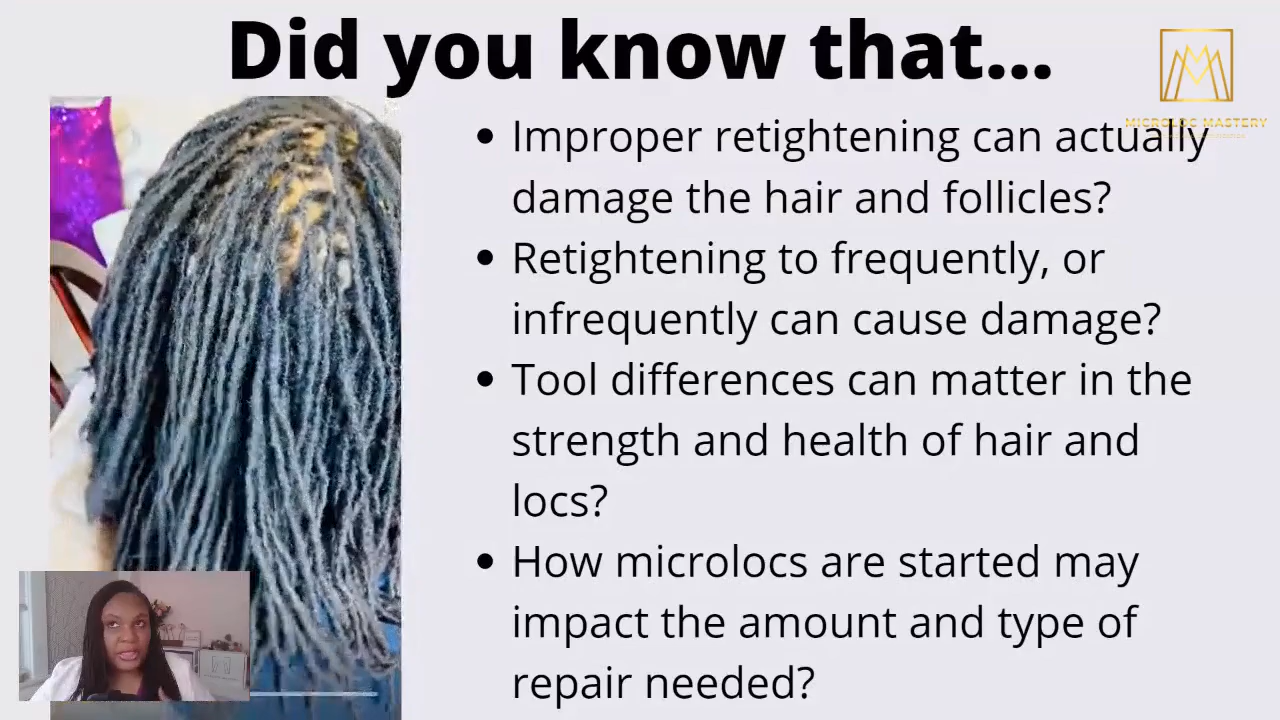 Did you know that...
MICROLOC MASTERY
Improper retightening can actually
damage the hair and follicles?
Retightening to frequently, or
infrequently can cause damage?
Tool differences can matter in the
strength and health of hair and
locs?
How microlocs are started may
impact the amount and type of
repair needed?